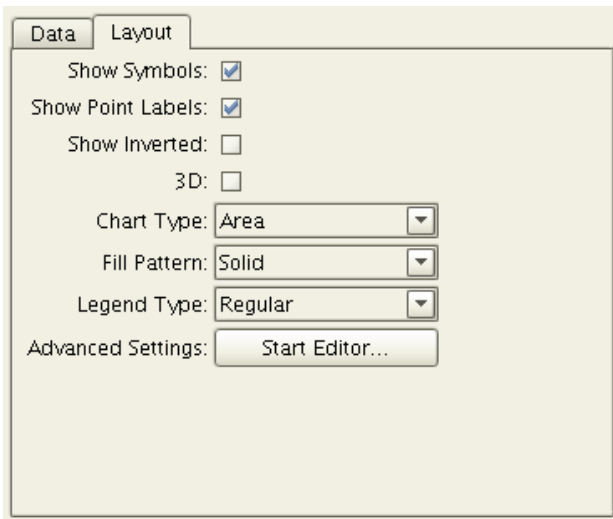 Data Layout
Show Symbols:
Show Point Labels:
Show Inverted:
3D:
Chart Type: Area
Fill Pattern: Solid
Legend Type: Regular
Advanced Settings: Start Editor...